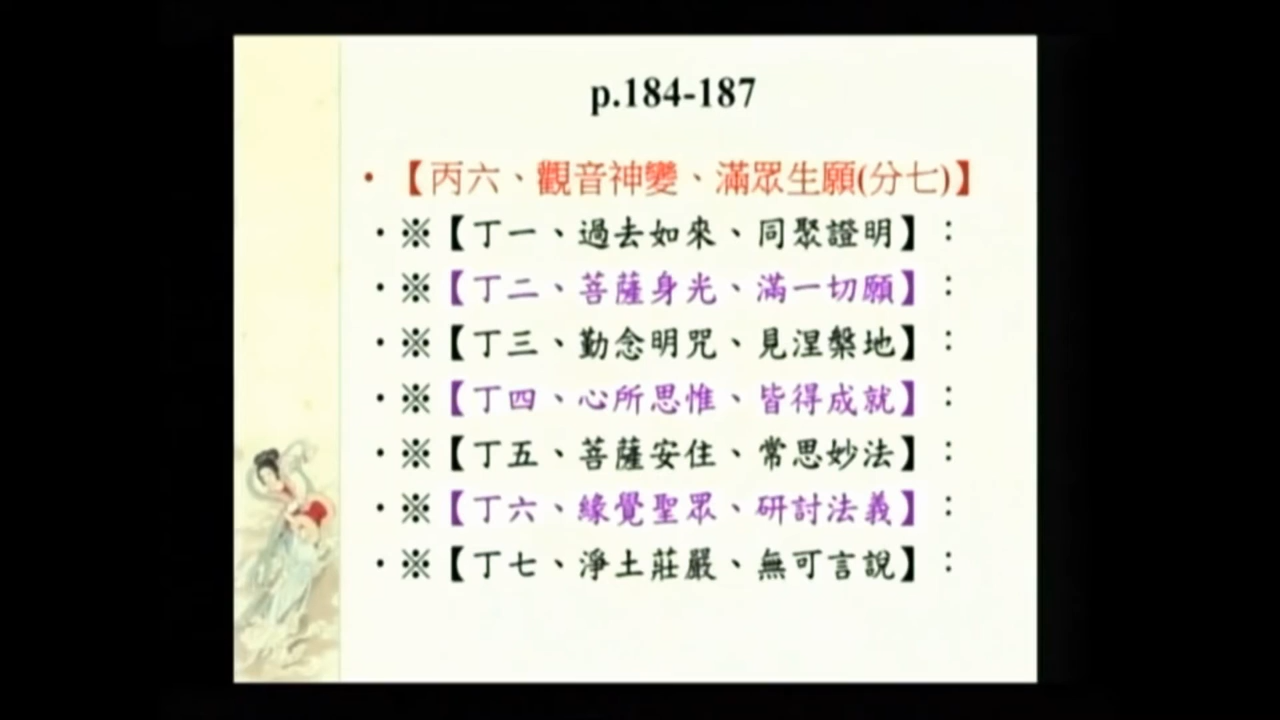 p.184-187
•【丙六、觀音神變、滿眾生願(分七)】
•※【丁一、過去如來、同聚證明】：
•※【丁二、菩薩身光、滿一切願】：
•※【丁三、勤念明咒、見涅槃地】：
•※【丁四、心所思惟、皆得成就】：
•※【丁五、菩薩安住、常思妙法】：
•※【丁六、緣覺聖眾、研討法義】：
•※【丁七、淨土莊嚴、無可言說】：